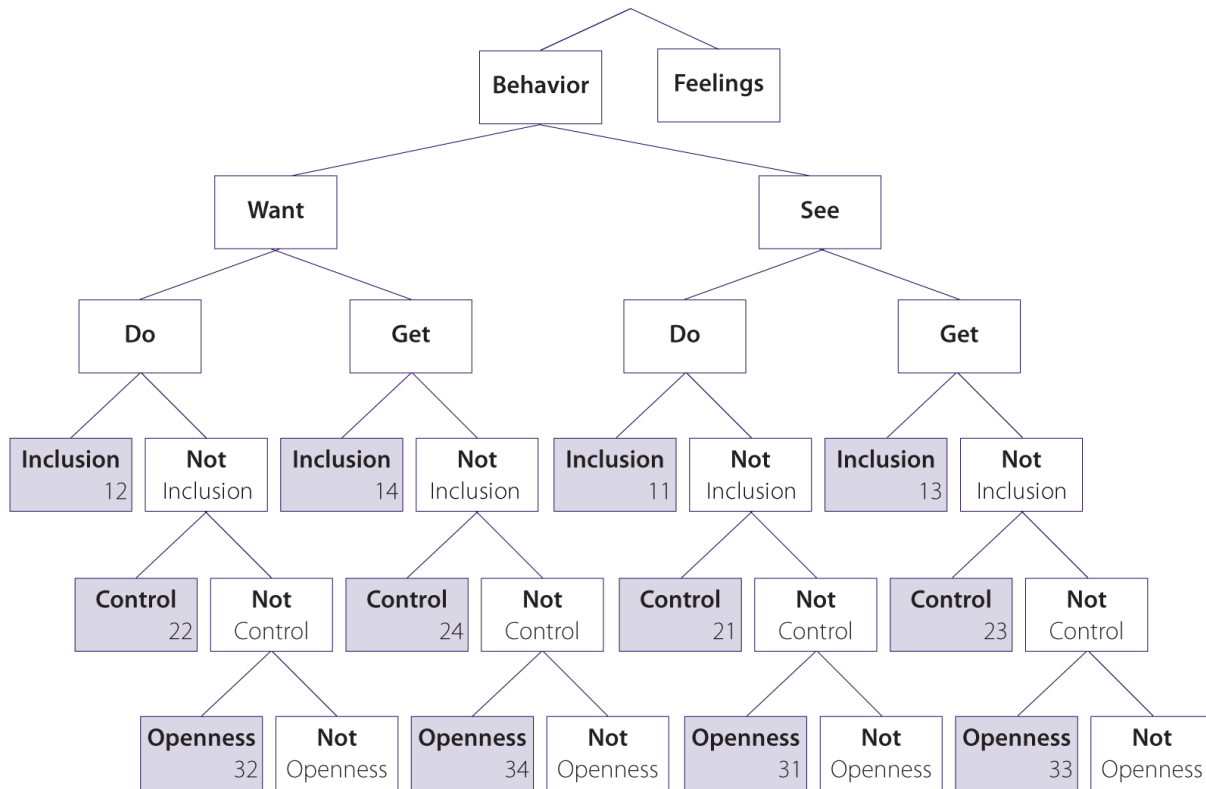 Behavior
Feelings
Want
See
Do
Get
Do
Get
Inclusion
12
Not
Inclusion
Inclusion
14
Not
Inclusion
Inclusion
11
Not
Inclusion
Inclusion
13
Not
Inclusion
Control
22
Not
Control
Control
24
Not
Control
Control
21
Not
Control
Control
23
Not
Control
Openness
32
Not
Openness
Openness
34
Not
Openness
Openness
31
Not
Openness
Openness
33
Not
Openness